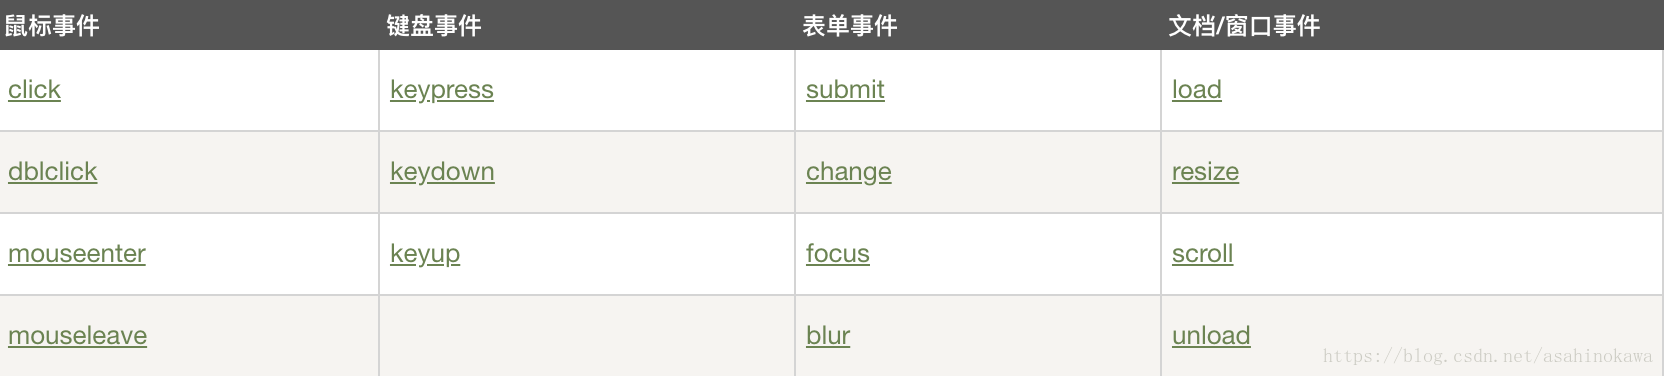 鼠标事件 键盘事件 表单事件 文档/窗口事件
click keypress submit load
dblclick keydown change resize
mouseenter keyup focus scroll
mouseleave blur unload
https://blog.csdn.net/asahinokawa